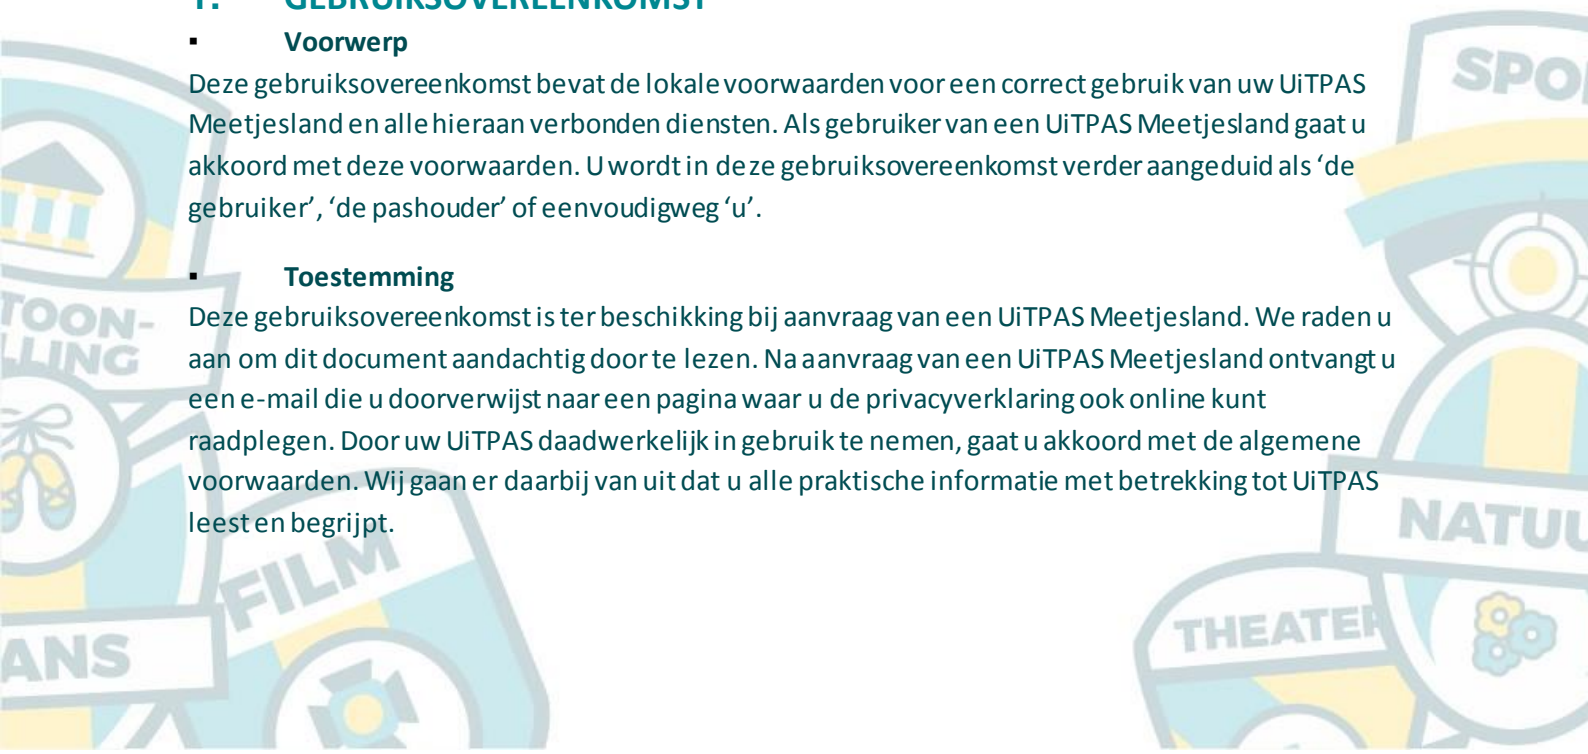 1. GEBRUIKSOVEREENKOMST
▪ Voorwerp
Deze gebruiksovereenkomst bevat de lokale voorwaarden voor een correct gebruik van uw UiTPAS
Meetjesland en alle hieraan verbonden diensten. Als gebruiker van een UiTPAS Meetjesland gaat u
akkoord met deze voorwaarden. U wordt in deze gebruiksovereenkomst verder aangeduid als ‘de
gebruiker’, ‘de pashouder’ of eenvoudigweg ‘u’.
▪ Toestemming
Deze gebruiksovereenkomst is ter beschikking bij aanvraag van een UiTPAS Meetjesland. We raden u
aan om dit document aandachtig door te lezen. Na aanvraag van een UiTPAS Meetjesland ontvangt u
een e-mail die u doorverwijst naar een pagina waar u de privacyverklaring ook online kunt
raadplegen. Door uw UiTPAS daadwerkelijk in gebruik te nemen, gaat u akkoord met de algemene
voorwaarden. Wij gaan er daarbij van uit dat u alle praktische informatie met betrekking tot UiTPAS
leest en begrijpt.
SPO
TOON-
LLING
NATUU
FILM
THEATER
ANS